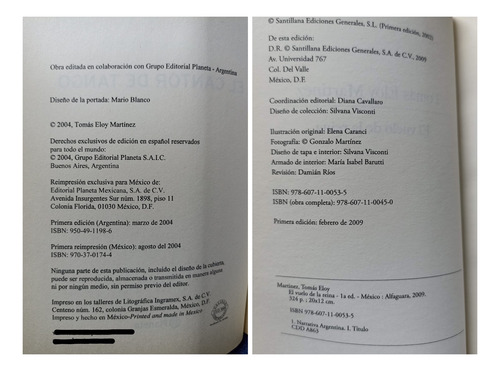 Obra editada en colaboración con Grupo Editorial Planeta - Argentina
Diseño de la portada: Mario Blanco
© 2004, Tomás Eloy Martínez
Derechos exclusivos de edición en español reservados
para todo el mundo:
© 2004, Grupo Editorial Planeta S.A.I.C.
Buenos Aires, Argentina
Reimpresión exclusiva para México de:
Editorial Planeta Mexicana, S.A. de C.V.
Avenida Insurgentes Sur núm. 1898, piso 11
Colonia Florida, 01030 México, D.F.
Primera edición (Argentina): marzo de 2004
ISBN: 950-49-1198-6
Primera reimpresión (México): agosto del 2004
ISBN: 970-37-0174-4
Ninguna parte de esta publicación, incluido el diseño de la cubierta,
puede ser reproducida, almacenada o transmitida en manera alguna
ni por ningún medio, sin permiso previo del editor.
Impreso en los talleres de Litográfica Ingramex, S.A. de C.V.
Centeno núm. 162, colonia Granjas Esmeralda, México, D.F.
Impreso y hecho en México-Printed and made in Mexico
© Santillana Ediciones Generales, S.L. (Primera edición, 2002)
De esta edición:
D.R. © Santillana Ediciones Generales, S.A. de C.V., 2009
Av. Universidad 767
Col. Del Valle
México, D.F.
Coordinación editorial: Diana Cavallaro
Diseño de colección: Silvana Visconti
Ilustración original: Elena Caranci
Fotografía: © Gonzalo Martínez
Diseño de tapa e interior: Silvana Visconti
Armado de interior: María Isabel Barutti
Revisión: Damián Ríos
ISBN: 978-607-11-0053-5
ISBN (obra completa): 978-607-11-0045-0
Primera edición: febrero de 2009
Martínez, Tomás Eloy
El vuelo de la reina - 1a ed. - México : Alfaguara, 2009.
324 p. : 20x12 cm.
ISBN 978-607-11-0053-5
1. Narrativa Argentina. I. Título
CDD A863